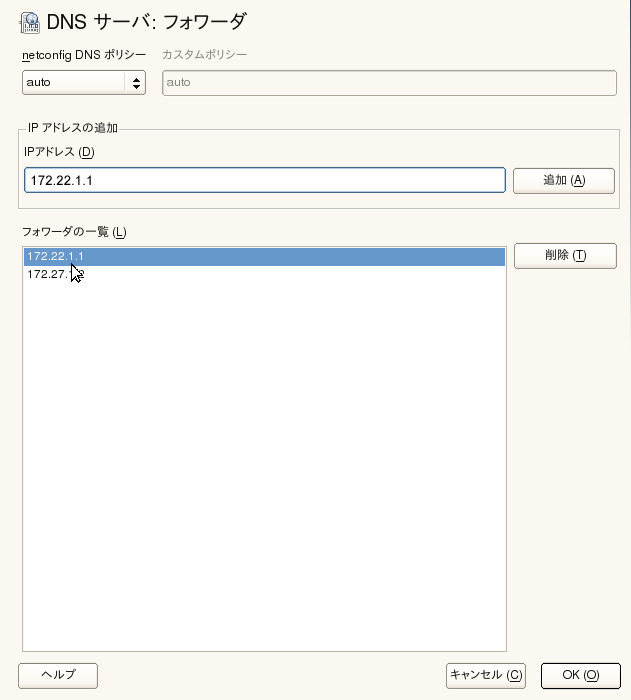 DNS サーバ: フォワーダ
netconfig DNS ポリシー
カスタムポリシー
auto
auto
IP アドレスの追加
IPアドレス (D)
172.22.1.1
追加 (A)
フォワーダの一覧 (L)
172.22.1.1
削除 (T)
172.27.
ヘルプ
キャンセル (C)
OK (O)